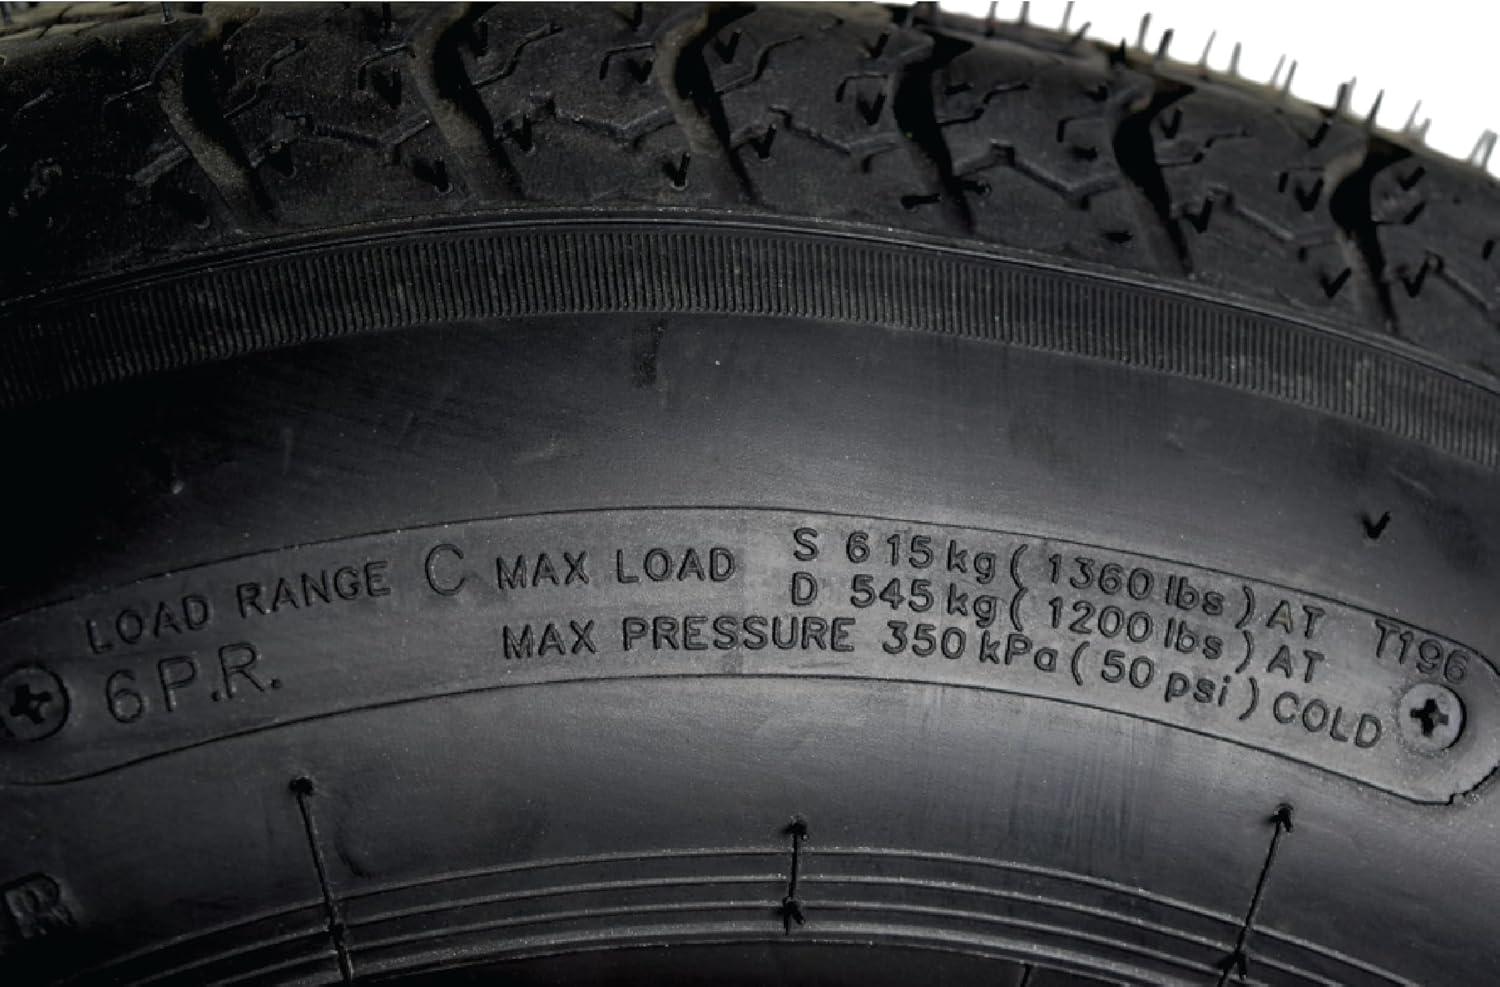 LOAD RANGE C MAX LOAD S 615 kg ( 1360 lbs ) AT
D 545 kg ( 1200 lbs ) AT
6 P.R. MAX PRESSURE 350 kPa ( 50 psi ) COLD
T196
R